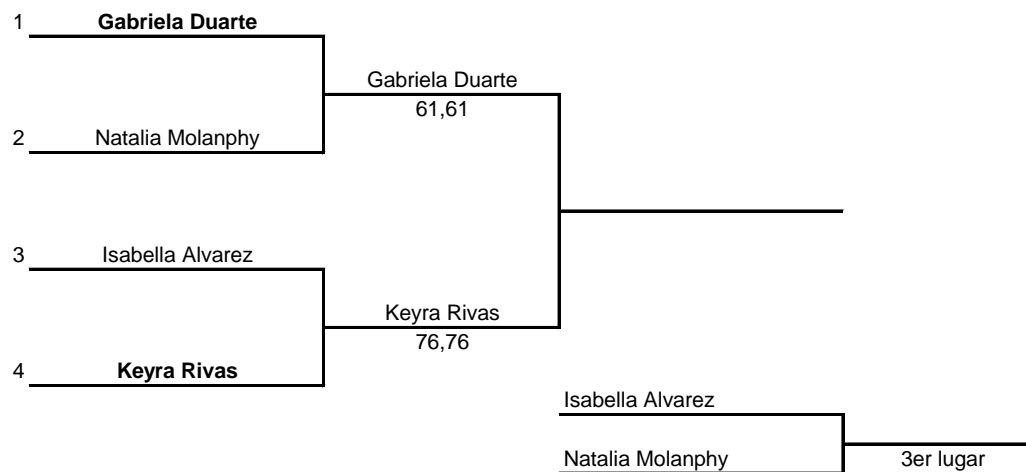 1 Gabriela Duarte
Gabriela Duarte
61,61
2 Natalia Molanphy
3 Isabella Alvarez
Keyra Rivas
76,76
4 Keyra Rivas
Isabella Alvarez
Natalia Molanphy
3er lugar